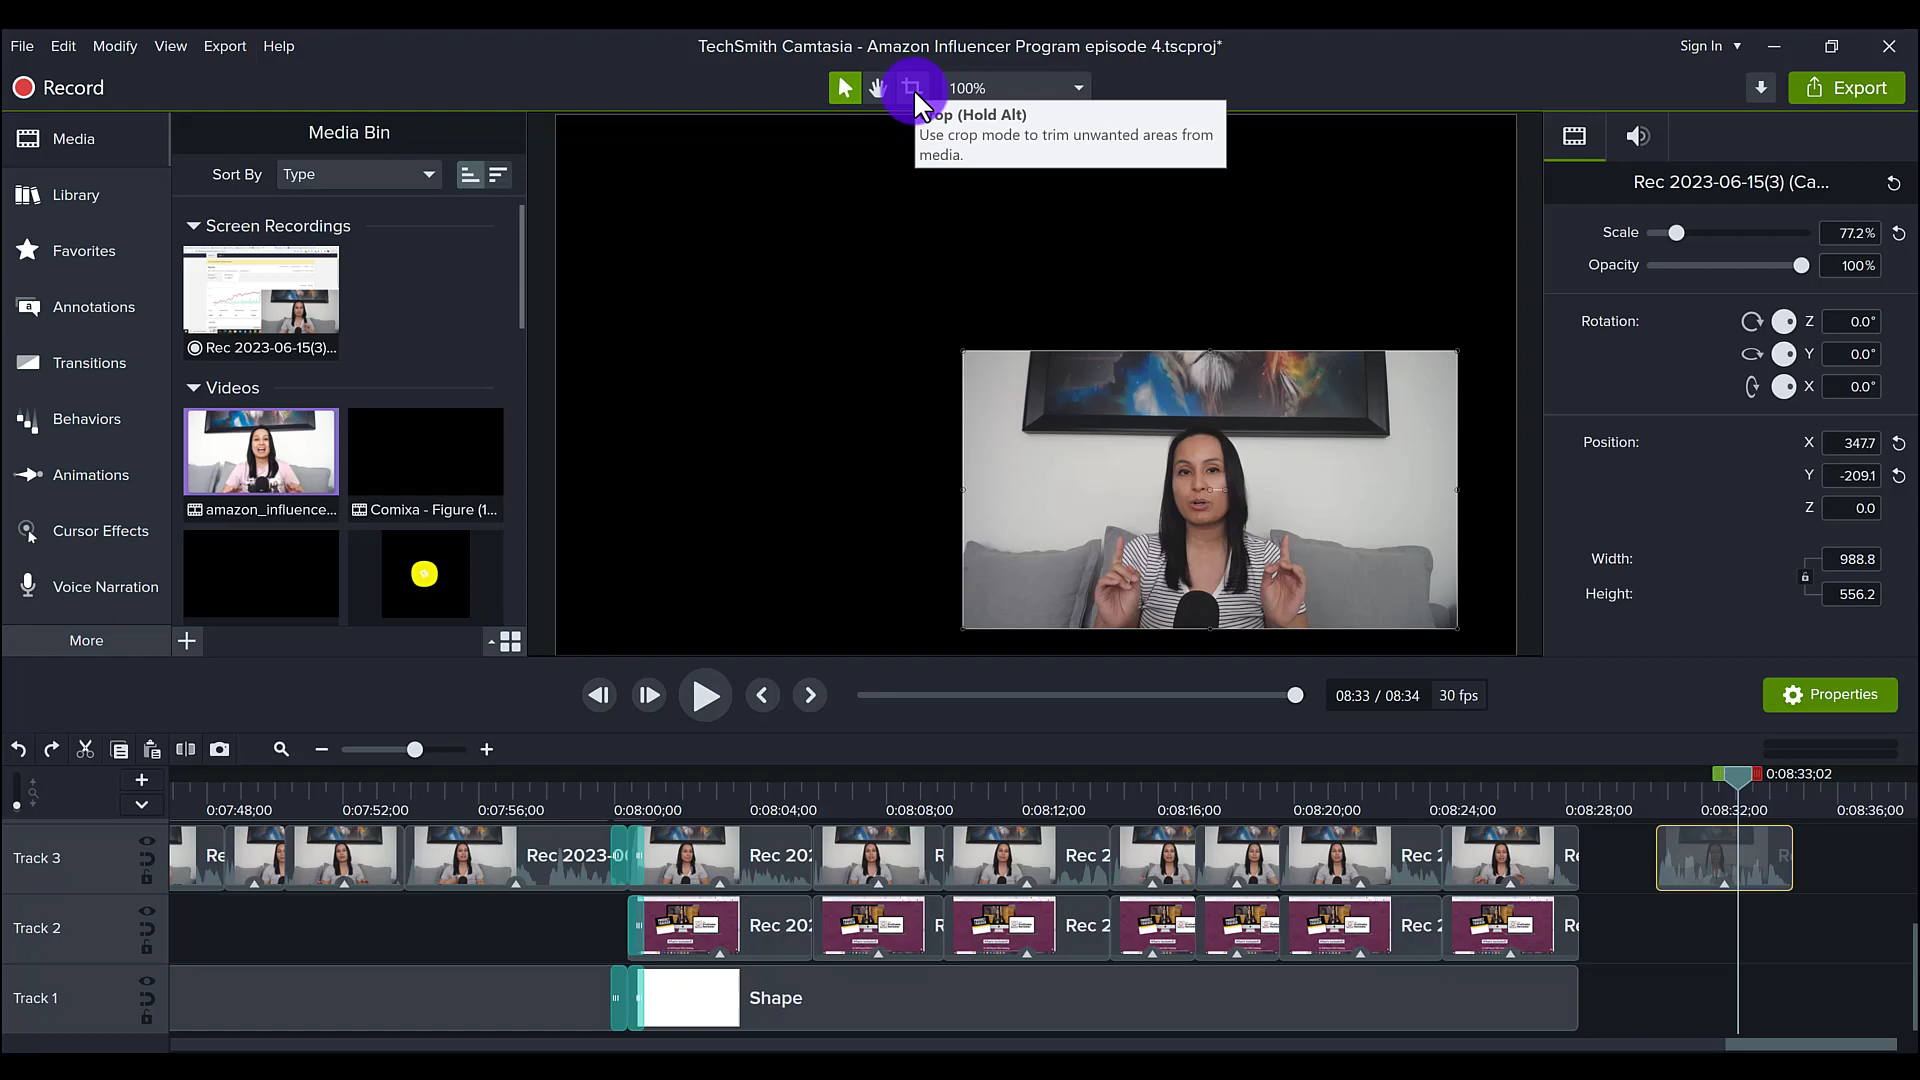 File Edit Modify View Export Help
TechSmith Camtasia - Amazon Influencer Program episode 4.tscproj*
Sign In
Record
100%
Export
Crop (Hold Alt)
Use crop mode to trim unwanted areas from
media.
Media
Library
Favorites
Annotations
Transitions
Behaviors
Animations
Cursor Effects
Voice Narration
More
Media Bin
Sort By Type
Screen Recordings
Rec 2023-06-15(3)...
Videos
amazon_influence...
Comixa - Figure (1...
Rec 2023-06-15(3) (Ca...
Scale 77.2%
Opacity 100%
Rotation: Z 0.0°
Y 0.0°
X 0.0°
Position: X 347.7
Y -209.1
Z 0.0
Width: 988.8
Height: 556.2
08:33 / 08:34 30 fps
Properties
0:08:33;02
0:07:48;00 0:07:52;00 0:07:56;00 0:08:00;00 0:08:04;00 0:08:08;00 0:08:12;00 0:08:16;00 0:08:20;00 0:08:24;00 0:08:28;00 0:08:32;00 0:08:36;00
Track 3 Re Rec 2023-0 Rec 202 R Rec 2 Rec 2 Re R
Track 2 Rec 202 R Rec 2 Rec 2 Re
Track 1 Shape